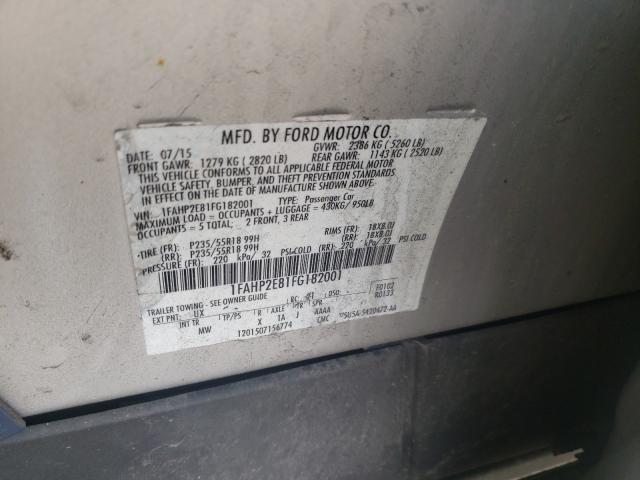 MFD. BY FORD MOTOR CO.
DATE: 07/15 GVWR: 2386 KG ( 5260 LB)
FRONT GAWR: 1279 KG ( 2820 LB) REAR GAWR: 1143 KG ( 2520 LB)
THIS VEHICLE CONFORMS TO ALL APPLICABLE FEDERAL MOTOR
VEHICLE SAFETY, BUMPER, AND THEFT PREVENTION STANDARDS
IN EFFECT ON THE DATE OF MANUFACTURE SHOWN ABOVE.
VIN: 1FAHP2E81FG182001 TYPE: Passenger Car
MAXIMUM LOAD = OCCUPANTS + LUGGAGE = 430KG/ 950LB
OCCUPANTS = 5 TOTAL: 2 FRONT, 3 REAR
TIRE (FR): P235/55R18 99H RIMS (FR): 18X8.0J
(RR): P235/55R18 99H (RR): 18X8.0J
PRESSURE (FR): 220 kPa/ 32 PSI COLD (RR): 220 kPa/ 32 PSI COLD
1FAHP2E81FG182001
TRAILER TOWING - SEE OWNER GUIDE
F0102
R0133
EXT PNT: UX RC: DSO:
INT TR TP/PS R AXLE TR SPR
MW X 1A J AAAA
1201507156774 CMC